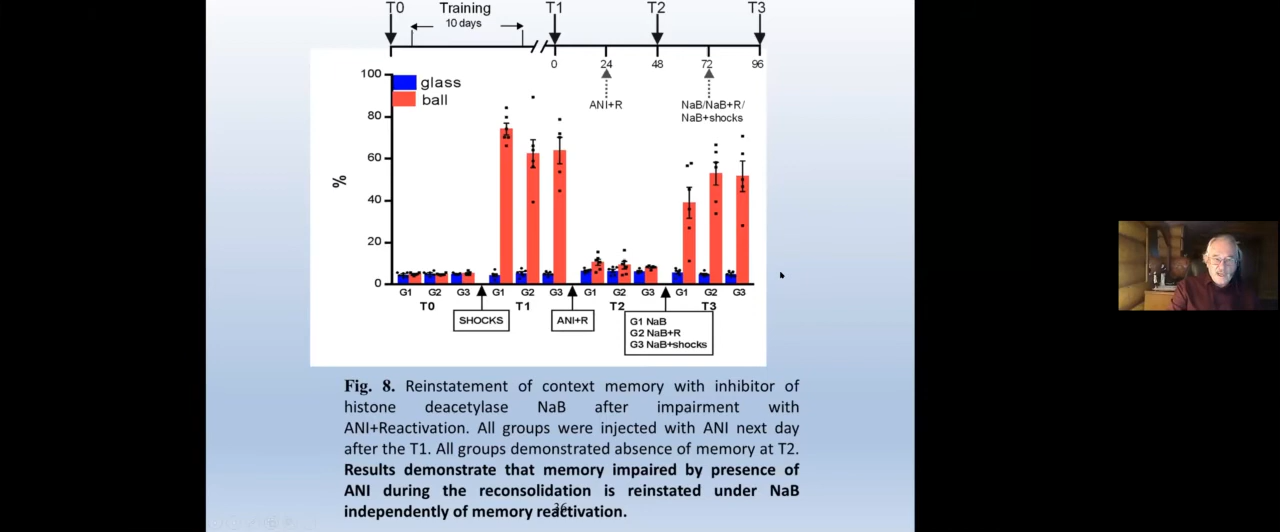 T0 Training T1 T2 T3
10 days
0 24 48 72 96
ANI+R NaB/NaB+R/
NaB+shocks
glass
ball
100
80
60
%
40
20
0
G1 G2 G3 G1 G2 G3 G1 G2 G3 G1 G2 G3
T0 T1 T2 T3
SHOCKS ANI+R
G1 NaB
G2 NaB+R
G3 NaB+shocks
Fig. 8. Reinstatement of context memory with inhibitor of
histone deacetylase NaB after impairment with
ANI+Reactivation. All groups were injected with ANI next day
after the T1. All groups demonstrated absence of memory at T2.
Results demonstrate that memory impaired by presence of
ANI during the reconsolidation is reinstated under NaB
independently of memory reactivation.
36